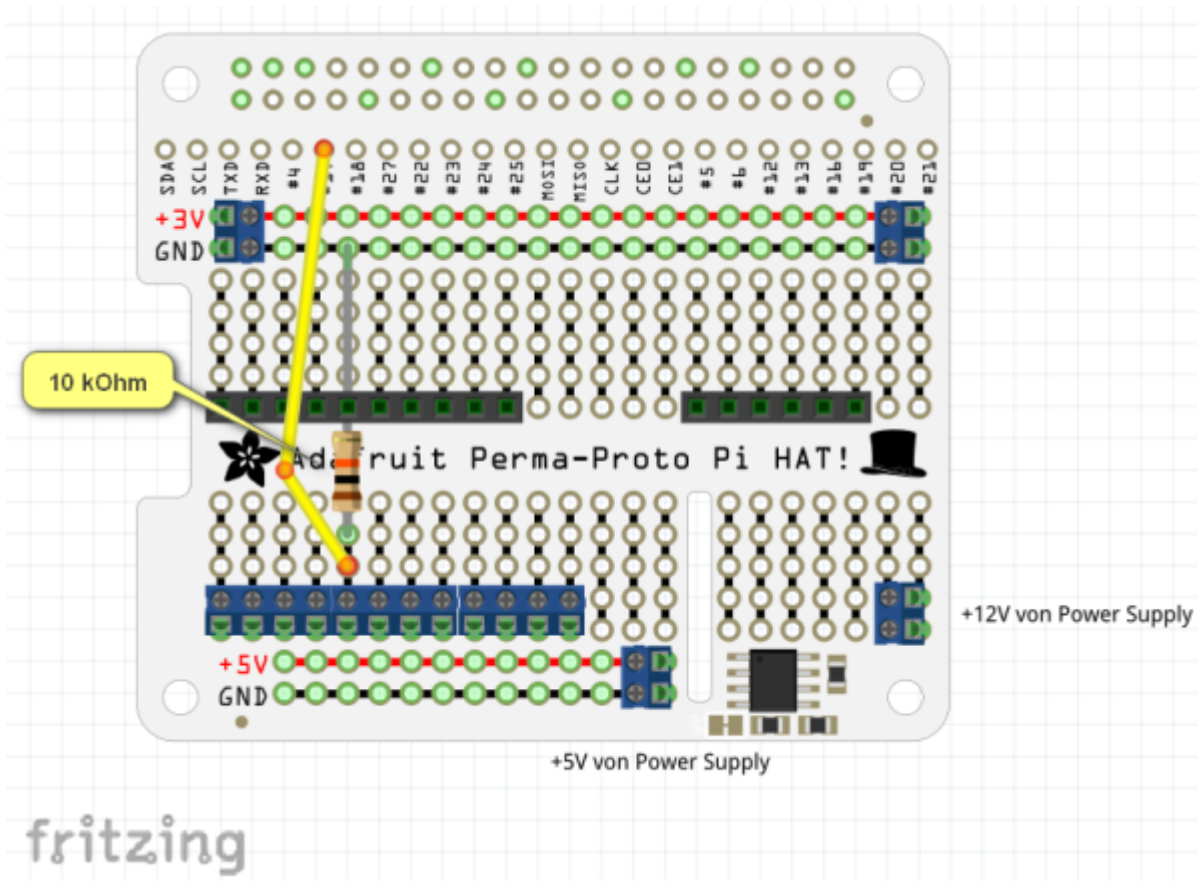 SDA SCL TXD RXD #4 #18 #27 #22 #23 #24 #25 MOSI MISO CLK CE0 CE1 #5 #6 #12 #13 #16 #19 #20 #21
+3V
GND
10 kOhm
Adafruit Perma-Proto Pi HAT!
+12V von Power Supply
+5V
GND
+5V von Power Supply
fritzing